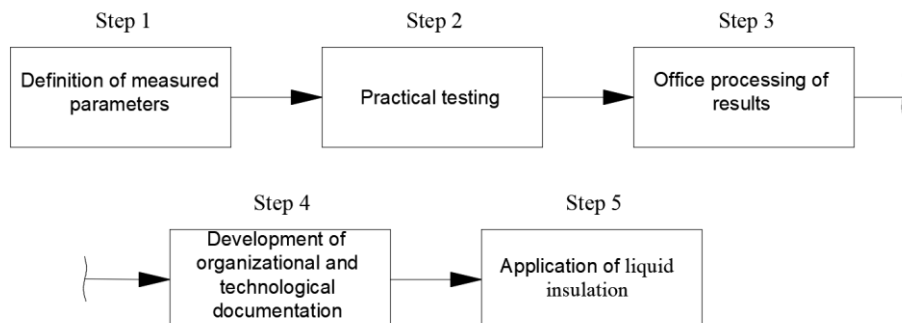 Step 1
Step 2
Step 3
Definition of measured
parameters
Practical testing
Office processing of
results
Step 4
Step 5
Development of
organizational and
technological
documentation
Application of liquid
insulation